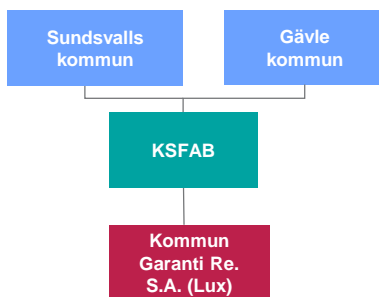 Sundsvalls
kommun
Gävle
kommun
KSFAB
Kommun
Garanti Re.
S.A. (Lux)